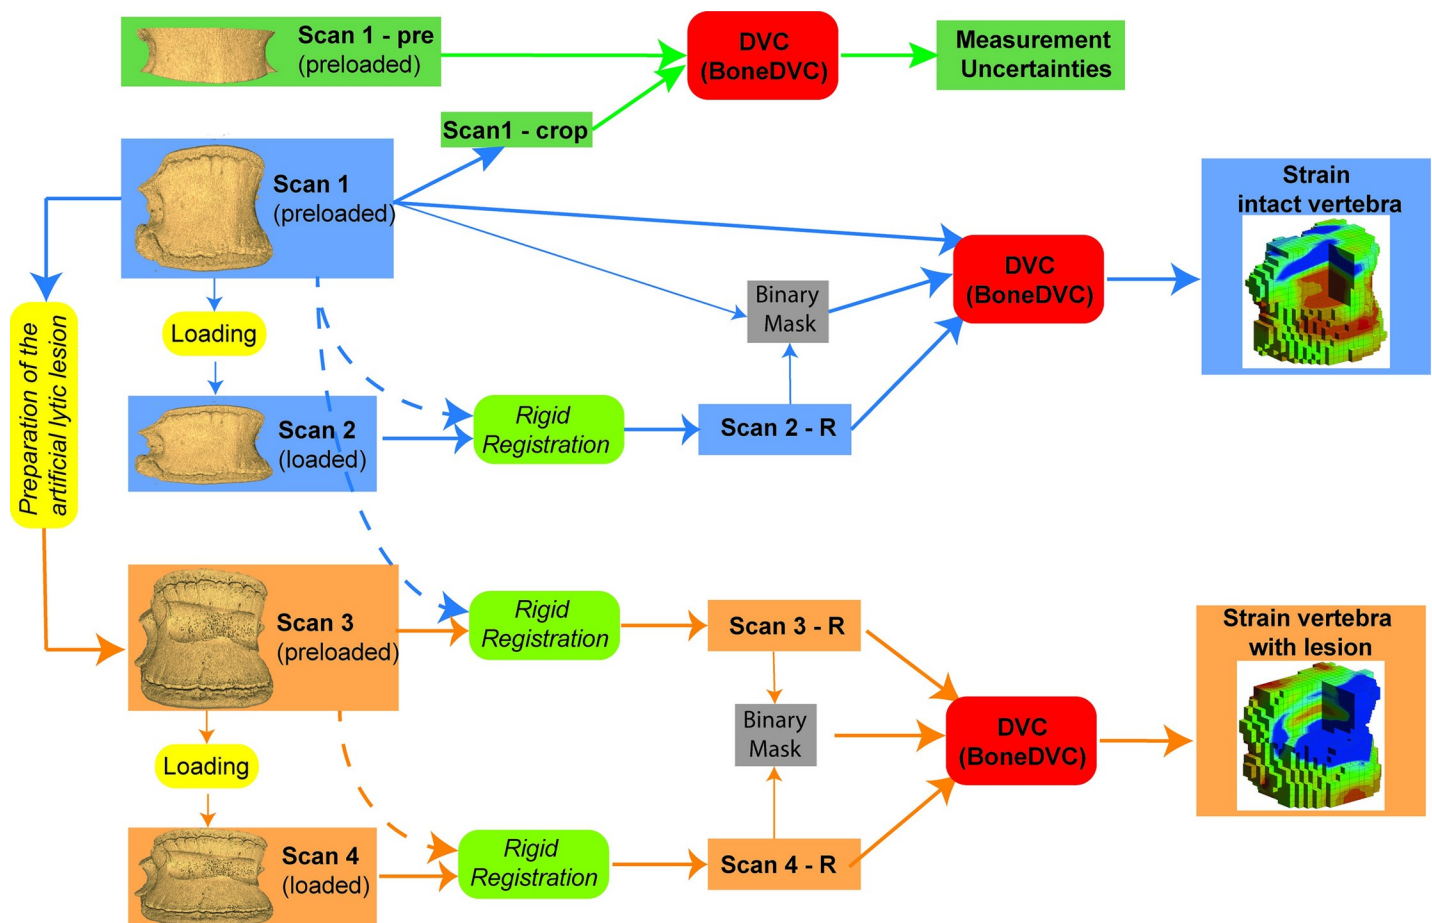 Scan 1 - pre
(preloaded)
DVC
(BoneDVC)
Measurement
Uncertainties
Scan1 - crop
Scan 1
(preloaded)
Strain
intact vertebra
DVC
(BoneDVC)
Binary
Mask
Loading
Preparation of the
artificial lytic lesion
Scan 2
(loaded)
Rigid
Registration
Scan 2 - R
Scan 3
(preloaded)
Rigid
Registration
Scan 3 - R
Strain vertebra
with lesion
Binary
Mask
DVC
(BoneDVC)
Loading
Scan 4
(loaded)
Rigid
Registration
Scan 4 - R